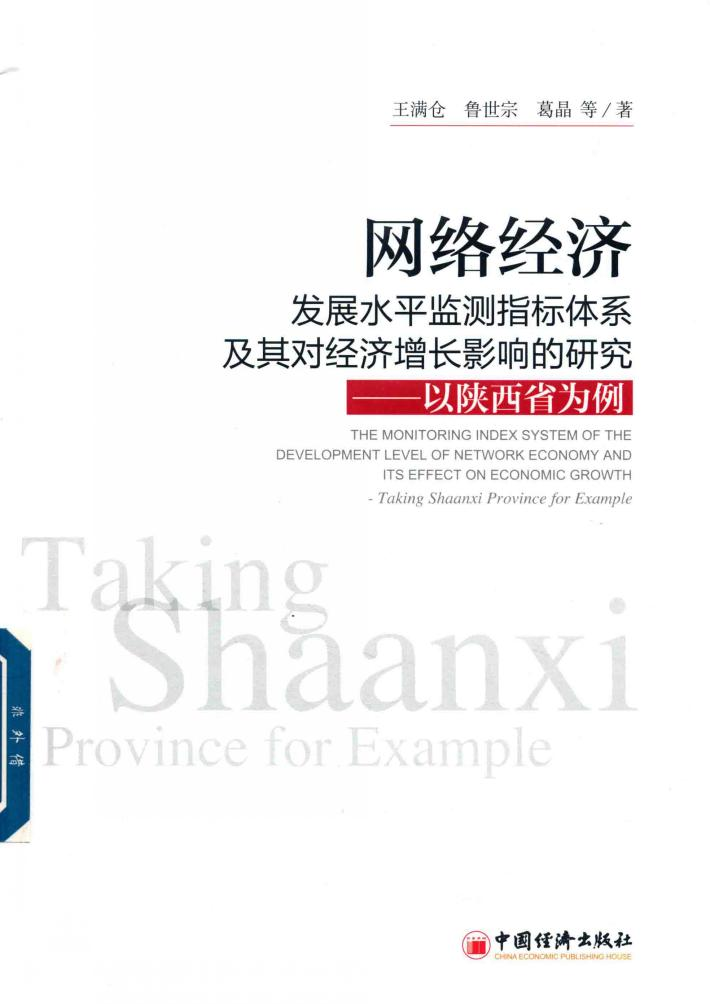 王满仓 鲁世宗 葛晶 等/著
网络经济
发展水平监测指标体系
及其对经济增长影响的研究
——以陕西省为例
THE MONITORING INDEX SYSTEM OF THE
DEVELOPMENT LEVEL OF NETWORK ECONOMY AND
ITS EFFECT ON ECONOMIC GROWTH
- Taking Shaanxi Province for Example
Taking
Shaanxi
Province for Example
外借
中国经济出版社
CHINA ECONOMIC PUBLISHING HOUSE